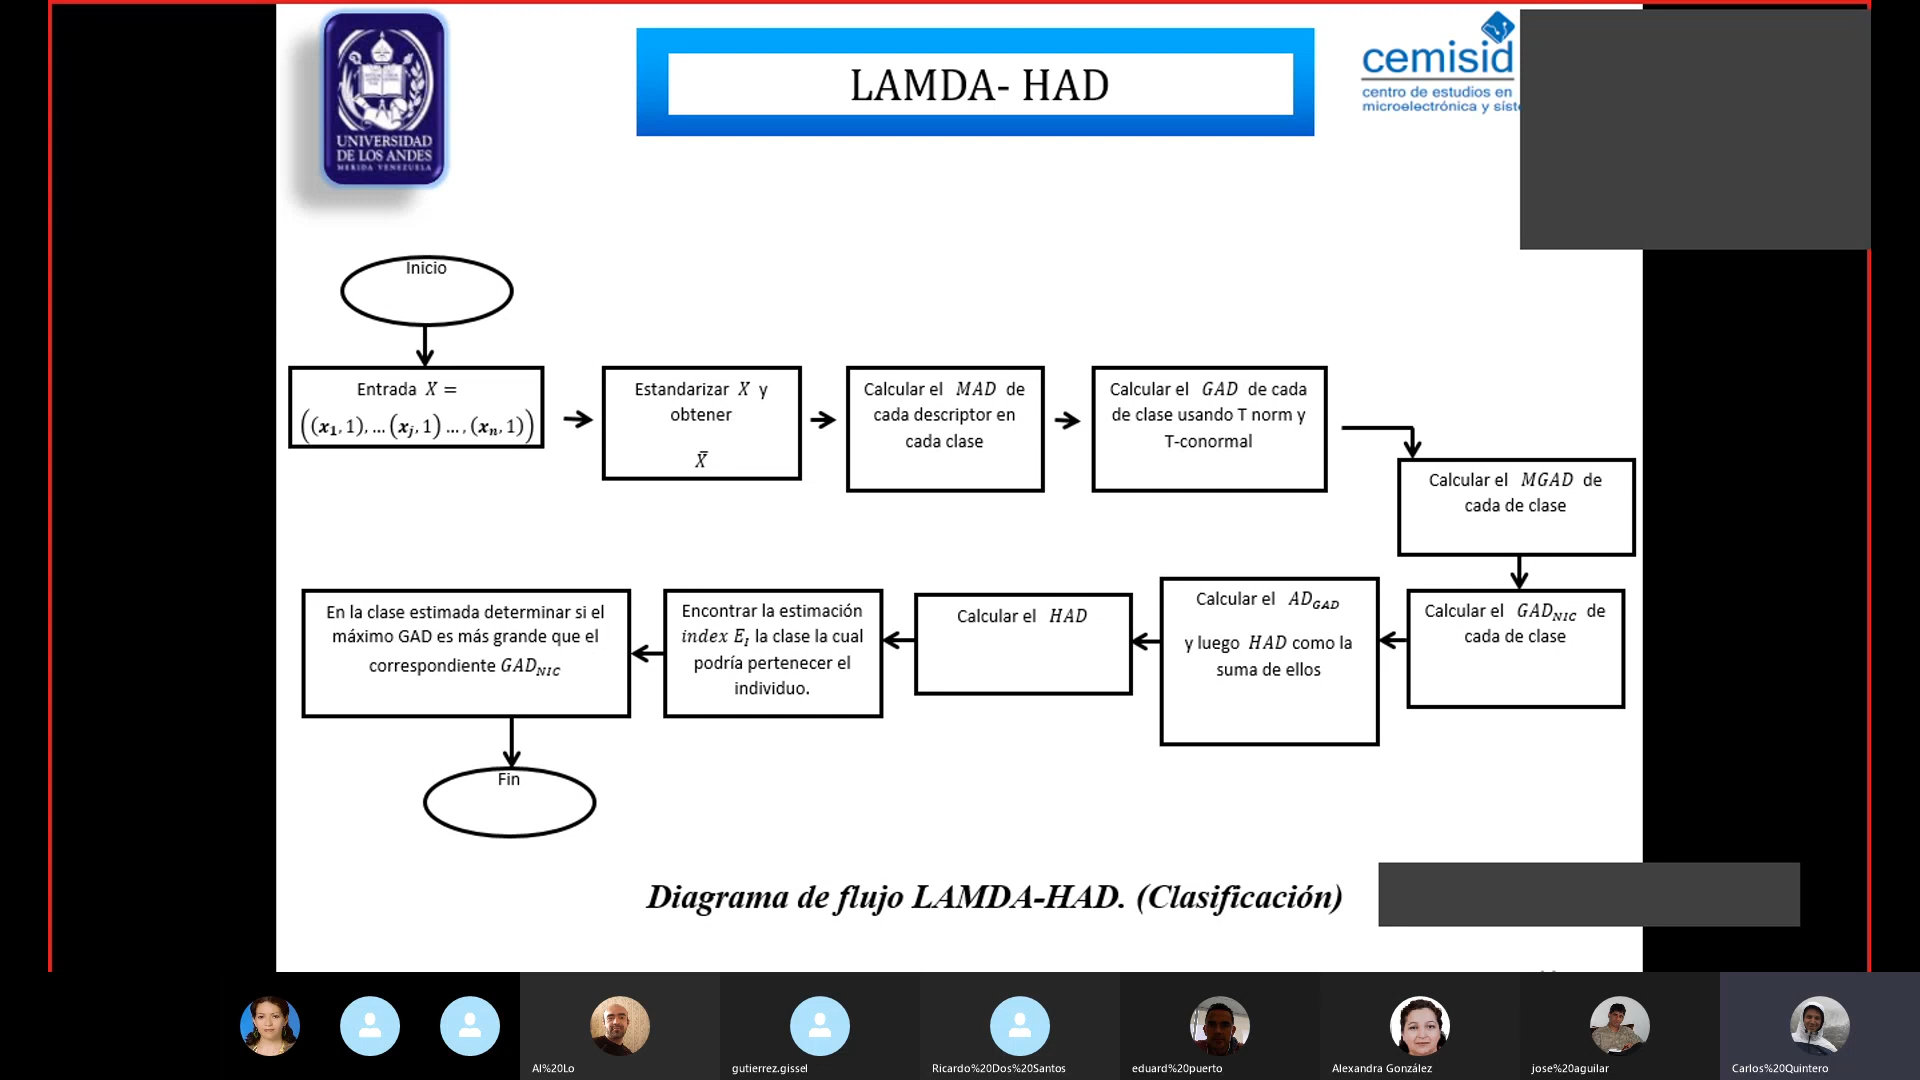 UNIVERSIDAD
DE LOS ANDES
MERIDA VENEZUELA
LAMDA- HAD
cemisid
centro de estudios en
microelectrónica y sist
Inicio
Entrada X =
((x₁, 1), … (xⱼ, 1) … , (xₙ, 1))
Estandarizar X y
obtener
X̄
Calcular el MAD de
cada descriptor en
cada clase
Calcular el GAD de cada
de clase usando T norm y
T-conormal
Calcular el MGAD de
cada de clase
Calcular el GAD_NIC de
cada de clase
Calcular el AD_GAD
y luego HAD como la
suma de ellos
Calcular el HAD
Encontrar la estimación
index E_I la clase la cual
podría pertenecer el
individuo.
En la clase estimada determinar si el
máximo GAD es más grande que el
correspondiente GAD_NIC
Fin
Diagrama de flujo LAMDA-HAD. (Clasificación)
Al%20Lo
gutierrez.gissel
Ricardo%20Dos%20Santos
eduard%20puerto
Alexandra González
jose%20aguilar
Carlos%20Quintero